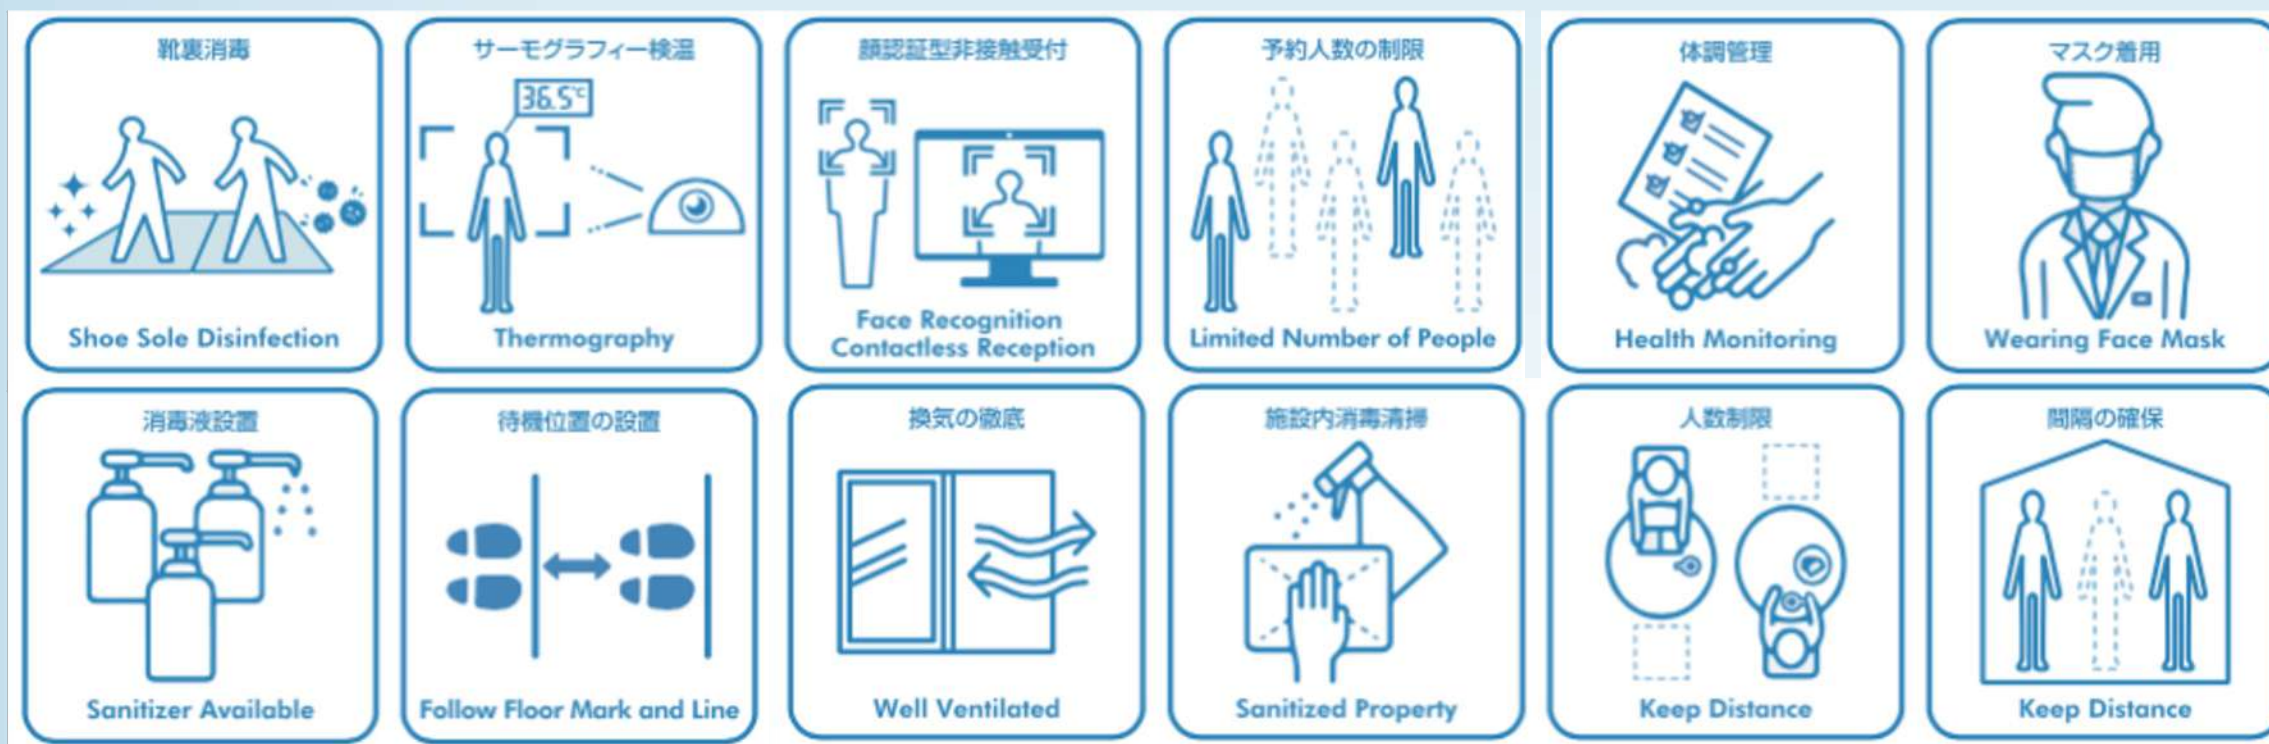 靴裏消毒
Shoe Sole Disinfection
サーモグラフィー検温
36.5℃
Thermography
顔認証型非接触受付
Face Recognition
Contactless Reception
予約人数の制限
Limited Number of People
体調管理
Health Monitoring
マスク着用
Wearing Face Mask
消毒液設置
Sanitizer Available
待機位置の設置
Follow Floor Mark and Line
換気の徹底
Well Ventilated
施設内消毒清掃
Sanitized Property
人数制限
Keep Distance
間隔の確保
Keep Distance